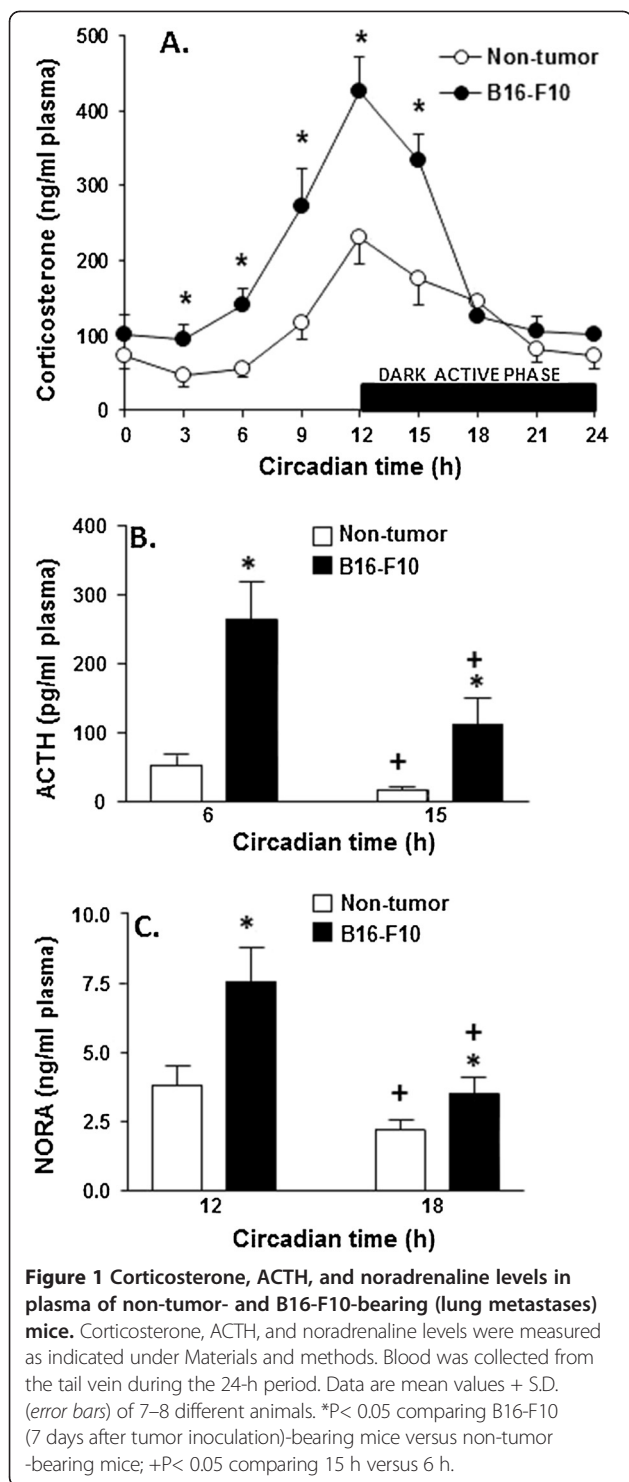 A.
Non-tumor
B16-F10
500
400
300
200
100
0
Corticosterone (ng/ml plasma)
* * * * *
DARK ACTIVE PHASE
0 3 6 9 12 15 18 21 24
Circadian time (h)
B.
Non-tumor
B16-F10
400
300
200
100
0
ACTH (pg/ml plasma)
*
+
+
*
6 15
Circadian time (h)
C.
Non-tumor
B16-F10
10.0
7.5
5.0
2.5
0.0
NORA (ng/ml plasma)
*
+
+
*
12 18
Circadian time (h)
Figure 1 Corticosterone, ACTH, and noradrenaline levels in
plasma of non-tumor- and B16-F10-bearing (lung metastases)
mice. Corticosterone, ACTH, and noradrenaline levels were measured
as indicated under Materials and methods. Blood was collected from
the tail vein during the 24-h period. Data are mean values + S.D.
(error bars) of 7–8 different animals. *P< 0.05 comparing B16-F10
(7 days after tumor inoculation)-bearing mice versus non-tumor
-bearing mice; +P< 0.05 comparing 15 h versus 6 h.